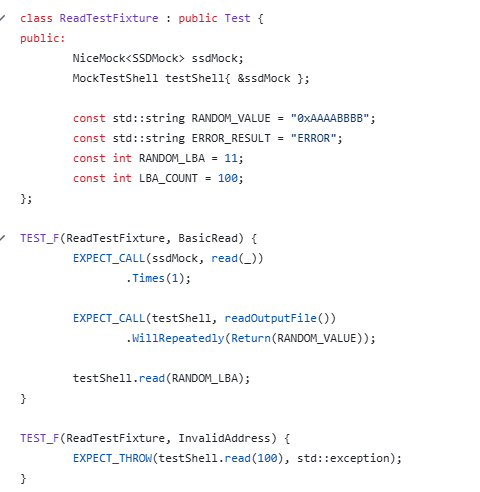 class ReadTestFixture : public Test {
public:
        NiceMock<SSDMock> ssdMock;
        MockTestShell testShell{ &ssdMock };

        const std::string RANDOM_VALUE = "0xAAAABBBB";
        const std::string ERROR_RESULT = "ERROR";
        const int RANDOM_LBA = 11;
        const int LBA_COUNT = 100;
};

TEST_F(ReadTestFixture, BasicRead) {
        EXPECT_CALL(ssdMock, read(_))
                .Times(1);

        EXPECT_CALL(testShell, readOutputFile())
                .WillRepeatedly(Return(RANDOM_VALUE));

        testShell.read(RANDOM_LBA);
}

TEST_F(ReadTestFixture, InvalidAddress) {
        EXPECT_THROW(testShell.read(100), std::exception);
}